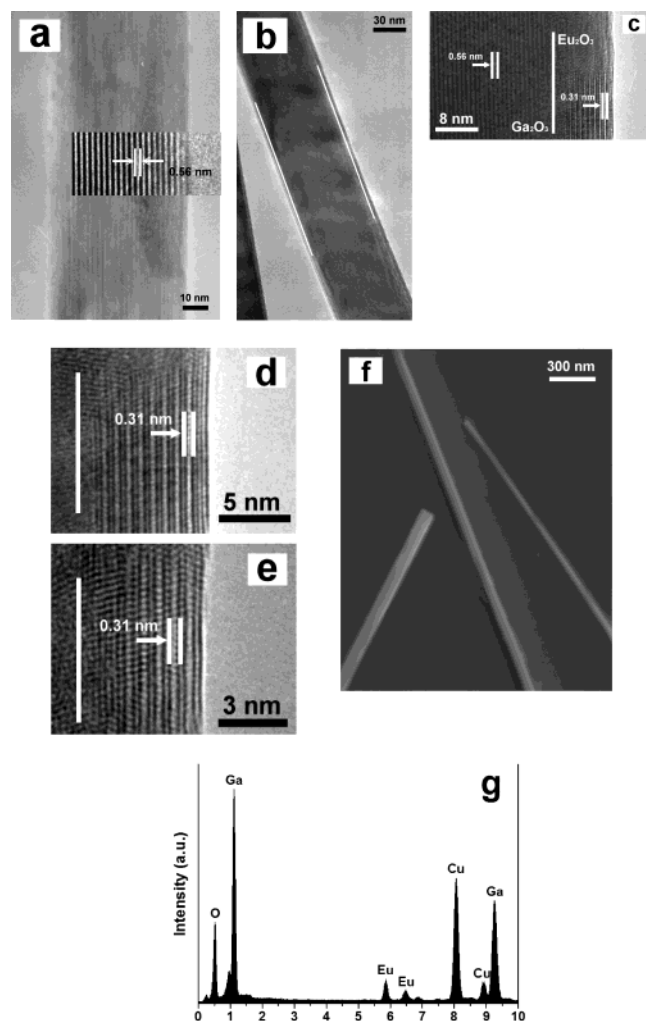 a
0.56 nm
10 nm
b
30 nm
c
Eu₂O₃
0.56 nm
0.31 nm
8 nm
Ga₂O₃
d
0.31 nm
5 nm
e
0.31 nm
3 nm
f
300 nm
g
Intensity (a.u.)
O
Ga
Eu
Eu
Cu
Cu
Ga
0 1 2 3 4 5 6 7 8 9 10